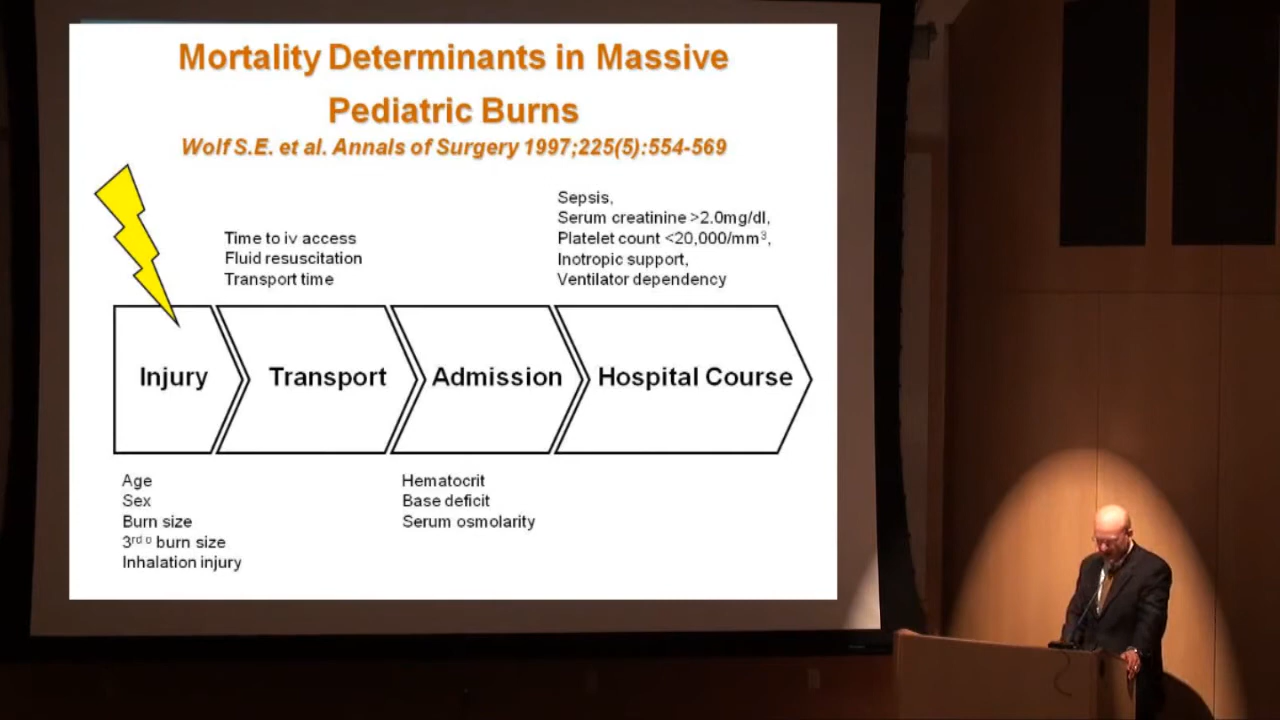 Mortality Determinants in Massive
Pediatric Burns
Wolf S.E. et al. Annals of Surgery 1997;225(5):554-569
Time to iv access
Fluid resuscitation
Transport time
Sepsis,
Serum creatinine >2.0mg/dl,
Platelet count <20,000/mm³,
Inotropic support,
Ventilator dependency
Injury
Transport
Admission
Hospital Course
Age
Sex
Burn size
3rd o burn size
Inhalation injury
Hematocrit
Base deficit
Serum osmolarity